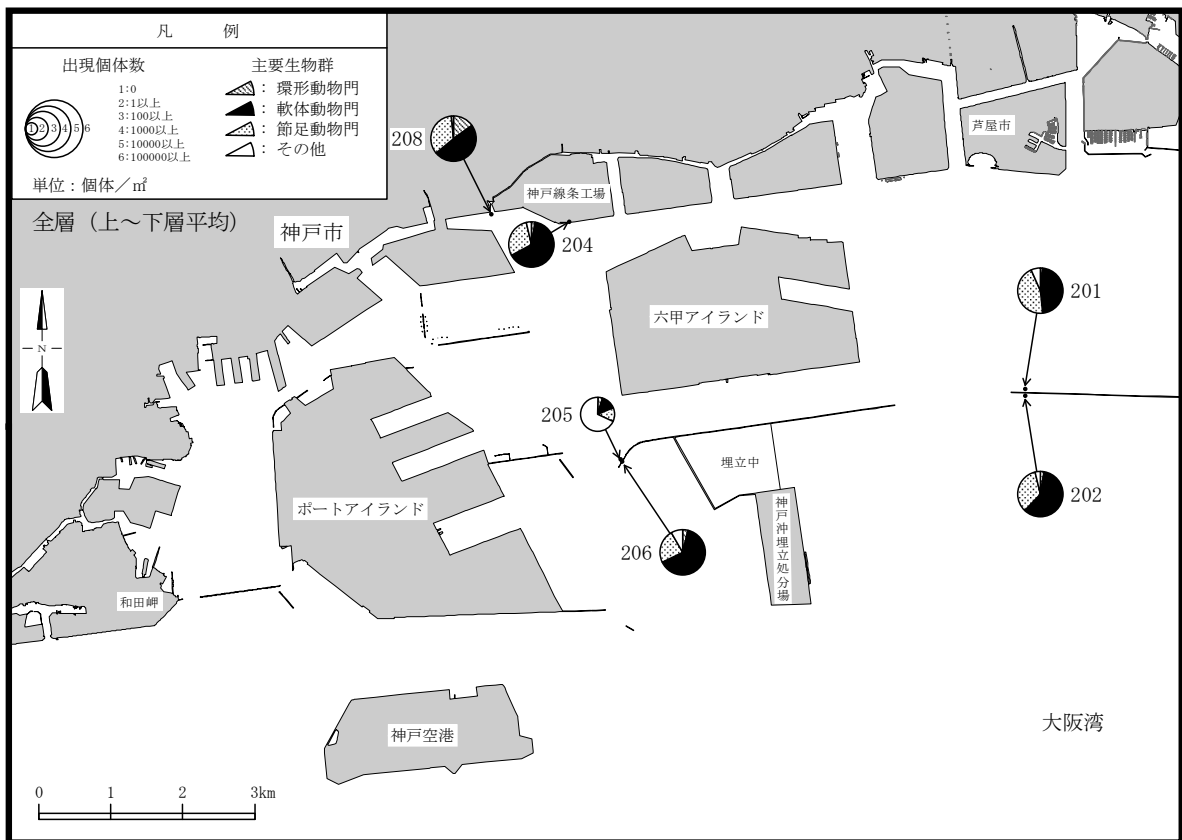 凡　例
出現個体数
1:0
2:1以上
3:100以上
4:1000以上
5:10000以上
6:100000以上
1 2 3 4 5 6
単位：個体／㎡
主要生物群
：環形動物門
：軟体動物門
：節足動物門
：その他
全層（上～下層平均）
神戸市
208
神戸線条工場
204
芦屋市
N
六甲アイランド
201
205
埋立中
202
ポートアイランド
神戸沖埋立処分場
206
和田岬
神戸空港
大阪湾
0 1 2 3km